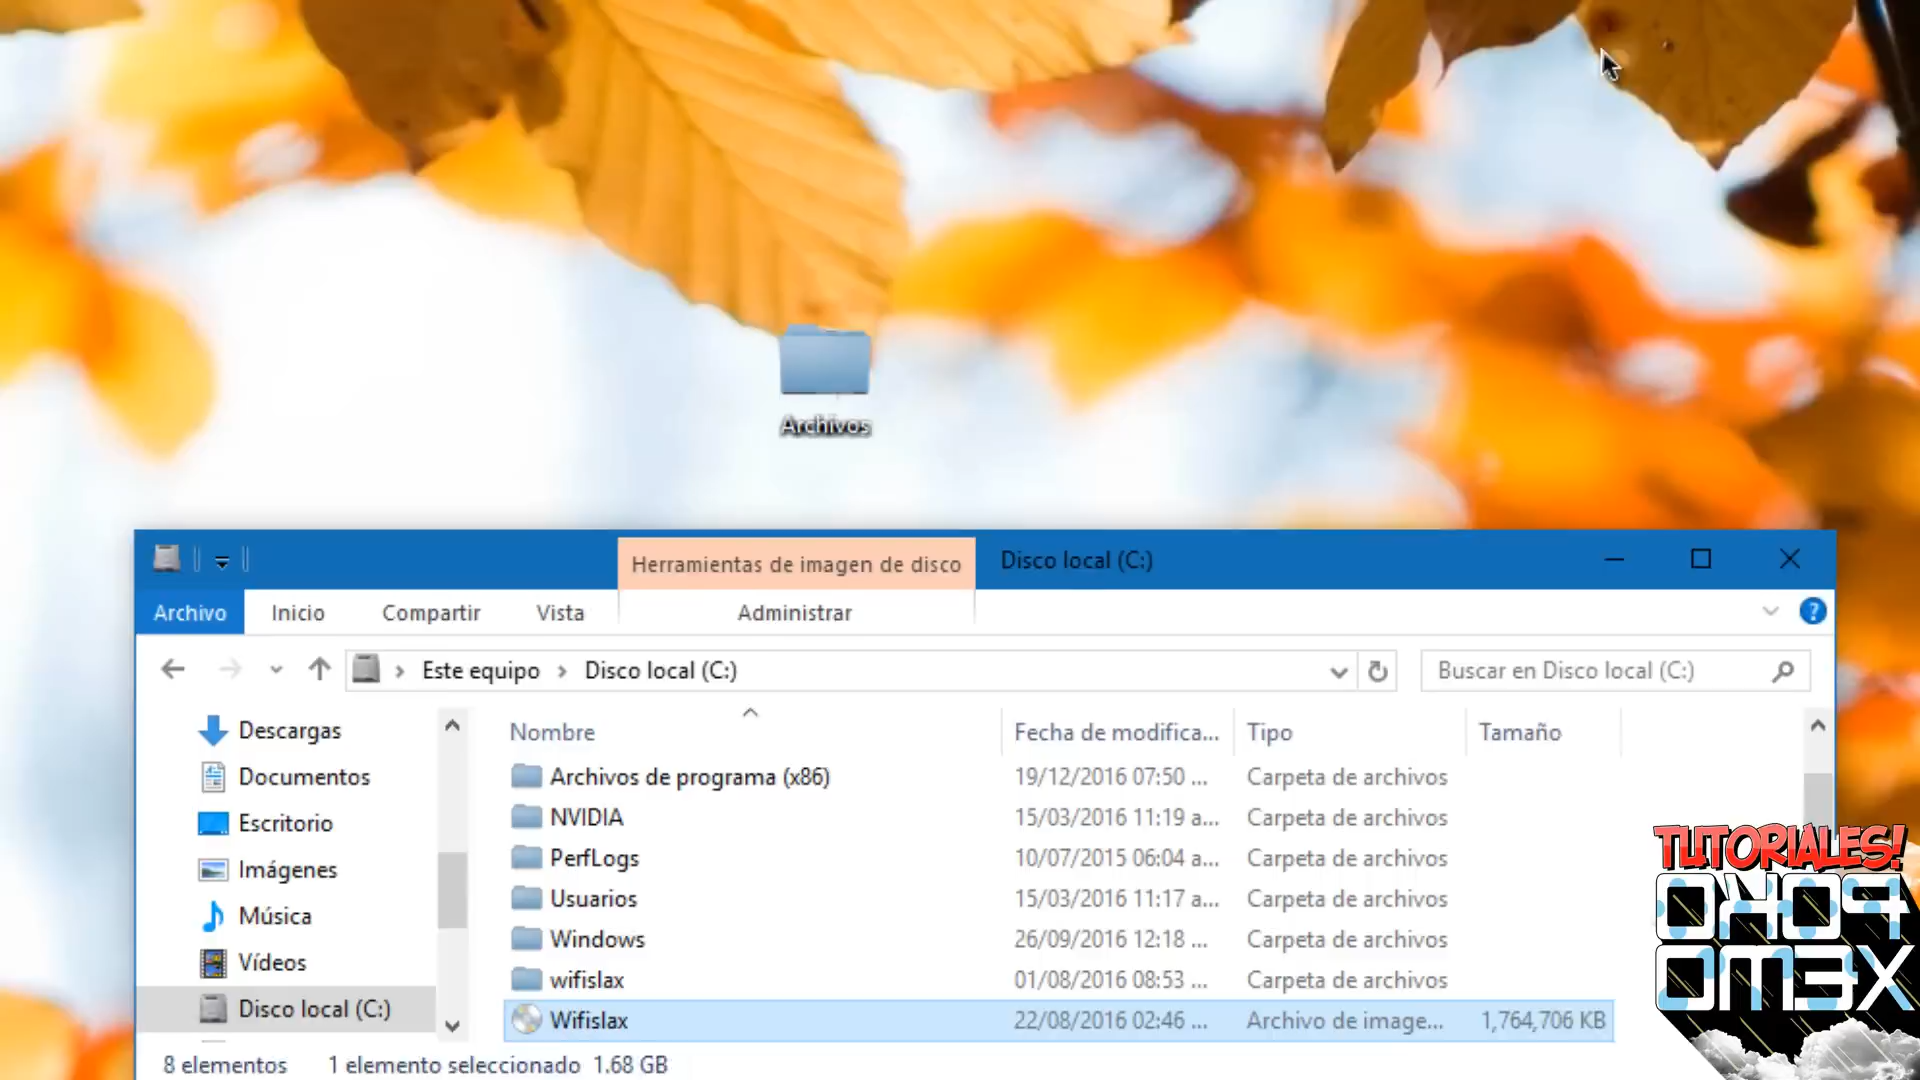 Archivos
Herramientas de imagen de disco
Disco local (C:)
Archivo
Inicio
Compartir
Vista
Administrar
Este equipo
Disco local (C:)
Buscar en Disco local (C:)
Descargas
Documentos
Escritorio
Imágenes
Música
Vídeos
Disco local (C:)
Nombre
Fecha de modifica...
Tipo
Tamaño
Archivos de programa (x86) 19/12/2016 07:50 ... Carpeta de archivos
NVIDIA 15/03/2016 11:19 a... Carpeta de archivos
PerfLogs 10/07/2015 06:04 a... Carpeta de archivos
Usuarios 15/03/2016 11:17 a... Carpeta de archivos
Windows 26/09/2016 12:18 ... Carpeta de archivos
wifislax 01/08/2016 08:53 ... Carpeta de archivos
Wifislax 22/08/2016 02:46 ... Archivo de image... 1,764,706 KB
8 elementos 1 elemento seleccionado 1.68 GB
TUTORIALES!